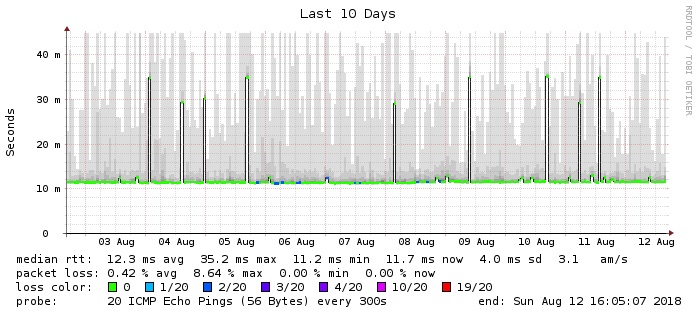 Last 10 Days
RRDTOOL / TOBI OETIKER
Seconds
40 m
30 m
20 m
10 m
0
03 Aug 04 Aug 05 Aug 06 Aug 07 Aug 08 Aug 09 Aug 10 Aug 11 Aug 12 Aug
median rtt: 12.3 ms avg 35.2 ms max 11.2 ms min 11.7 ms now 4.0 ms sd 3.1 am/s
packet loss: 0.42 % avg 8.64 % max 0.00 % min 0.00 % now
loss color: 0 1/20 2/20 3/20 4/20 10/20 19/20
probe: 20 ICMP Echo Pings (56 Bytes) every 300s end: Sun Aug 12 16:05:07 2018